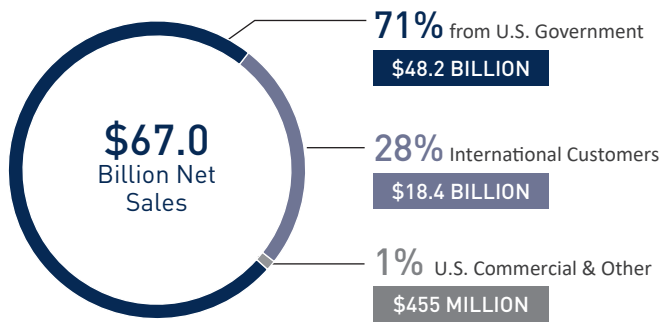 $67.0
Billion Net
Sales
71% from U.S. Government
$48.2 BILLION
28% International Customers
$18.4 BILLION
1% U.S. Commercial & Other
$455 MILLION